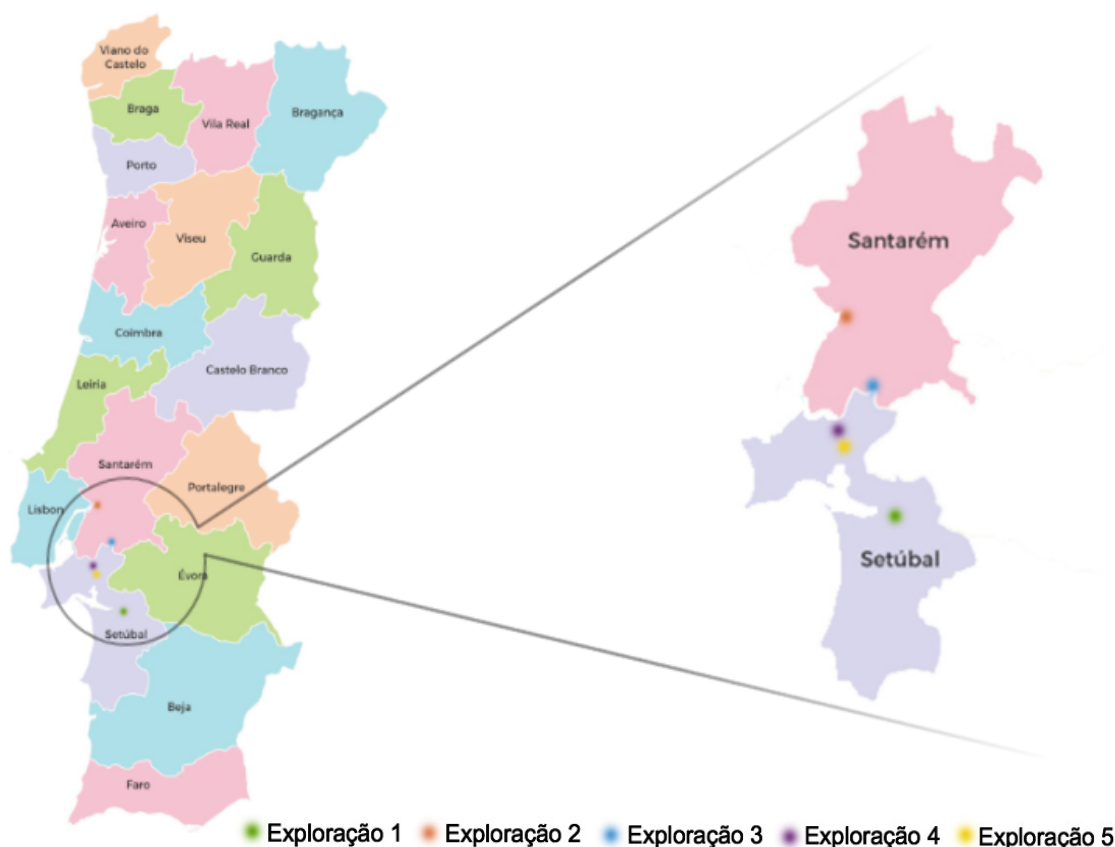 Viano do
Castelo
Braga
Vila Real
Bragança
Porto
Aveiro
Viseu
Guarda
Coimbra
Castelo Branco
Leiria
Santarém
Portalegre
Lisbon
Évora
Setúbal
Beja
Faro
Santarém
Setúbal
Exploração 1 Exploração 2 Exploração 3 Exploração 4 Exploração 5